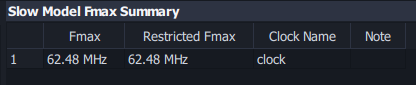 Slow Model Fmax Summary
Fmax Restricted Fmax Clock Name Note
1 62.48 MHz 62.48 MHz clock